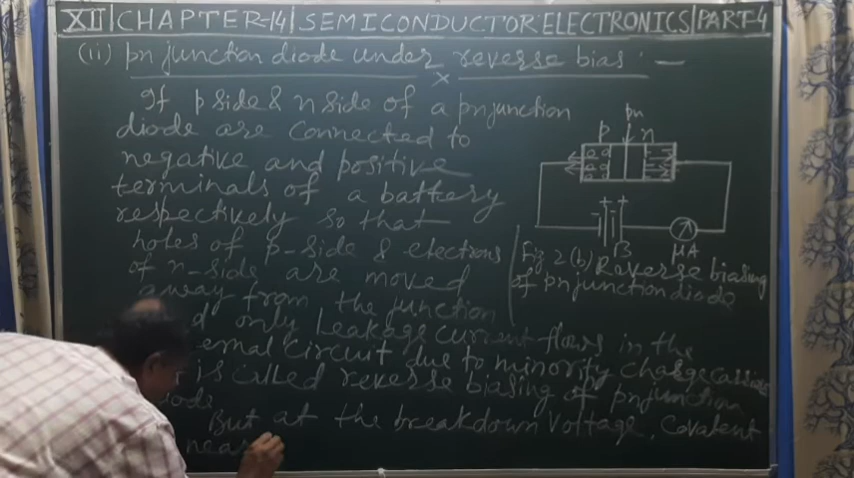 XII|CHAPTER-14|SEMICONDUCTOR ELECTRONICS|PART-4
(ii) pn junction diode under reverse bias :—
×
If p side & n side of a pn junction
diode are connected to
negative and positive
terminals of a battery
respectively so that
holes of p-side & electrons
of n-side are moved
away from the junction
only leakage current flows in the
circuit due to minority charge carriers
is called reverse biasing of pn junction
But at the breakdown voltage, covalent
near
pn
p n
+ +
B
μA
Fig 2(b) Reverse biasing
of pn junction diode